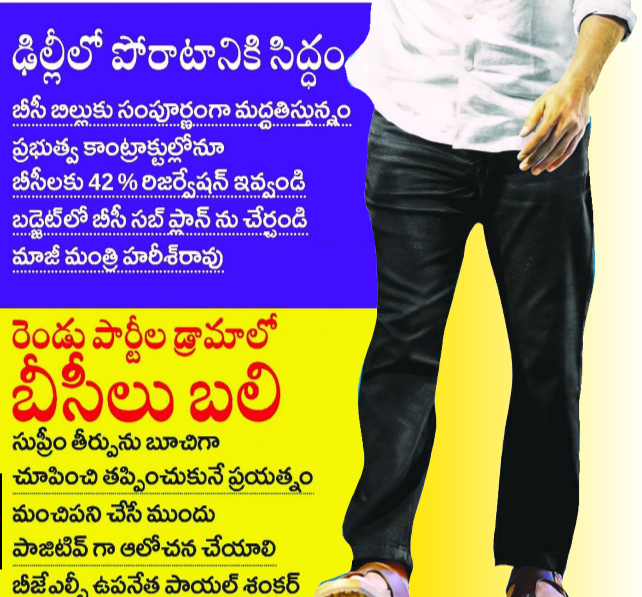 ఢిల్లీలో పోరాటానికి సిద్ధం
బీసీ బిల్లుకు సంపూర్ణంగా మద్దతిస్తున్నం
ప్రభుత్వ కాంట్రాక్టుల్లోనూ
బీసీలకు 42 % రిజర్వేషన్ ఇవ్వండి
బడ్జెట్‌లో బీసీ సబ్ ప్లాన్ ను చేర్చండి
మాజీ మంత్రి హరీశ్‌రావు
రెండు పార్టీల డ్రామాలో
బీసీలు బలి
సుప్రీం తీర్పును బూచిగా
చూపించి తప్పించుకునే ప్రయత్నం
మంచిపని చేసే ముందు
పాజిటివ్ గా ఆలోచన చేయాలి
బీజేఎల్పీ ఉపనేత పాయల్ శంకర్